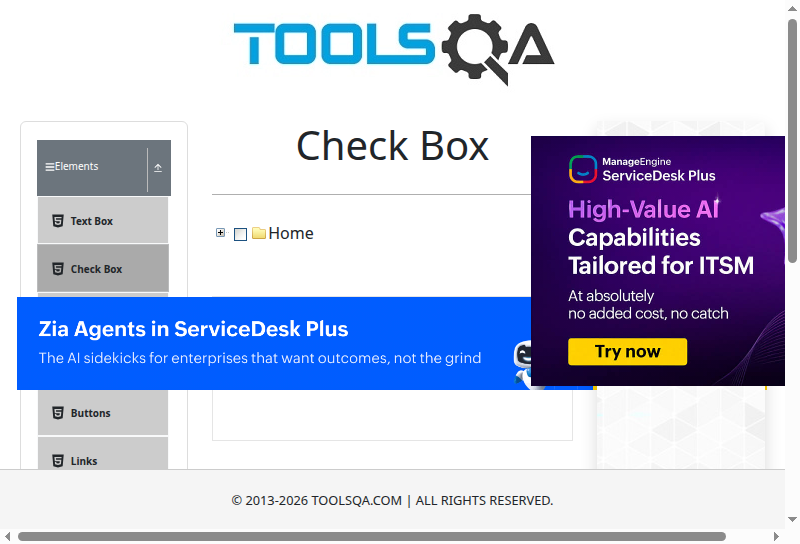 TOOLSQA
Elements
Text Box
Check Box
Buttons
Links
Check Box
Home
Zia Agents in ServiceDesk Plus
The AI sidekicks for enterprises that want outcomes, not the grind
ManageEngine
ServiceDesk Plus
High-Value AI
Capabilities
Tailored for ITSM
At absolutely
no added cost, no catch
Try now
© 2013-2026 TOOLSQA.COM | ALL RIGHTS RESERVED.